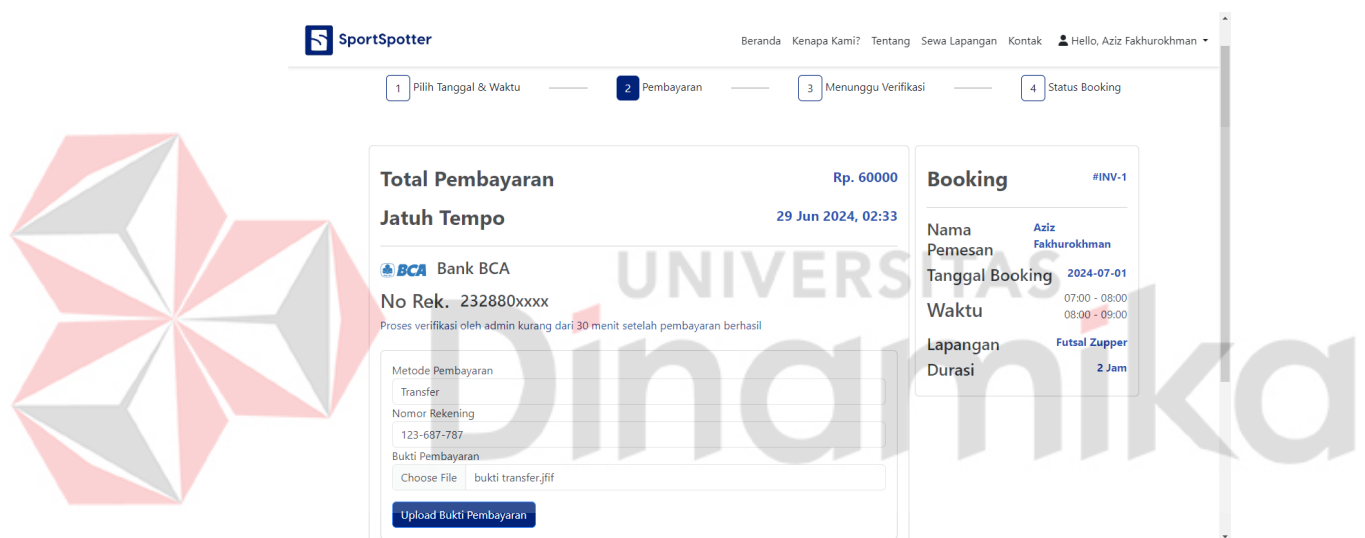 SportSpotter
Beranda Kenapa Kami? Tentang Sewa Lapangan Kontak Hello, Aziz Fakhurokhman
1 Pilih Tanggal & Waktu
2 Pembayaran
3 Menunggu Verifikasi
4 Status Booking
Total Pembayaran Rp. 60000
Jatuh Tempo 29 Jun 2024, 02:33
BCA Bank BCA
No Rek. 232880xxxx
Proses verifikasi oleh admin kurang dari 30 menit setelah pembayaran berhasil
Metode Pembayaran
Transfer
Nomor Rekening
123-687-787
Bukti Pembayaran
Choose File bukti transfer.jfif
Upload Bukti Pembayaran
Booking #INV-1
Nama Pemesan Aziz Fakhurokhman
Tanggal Booking 2024-07-01
Waktu 07:00 - 08:00
08:00 - 09:00
Lapangan Futsal Zupper
Durasi 2 Jam
UNIVERSITAS
Dinamika